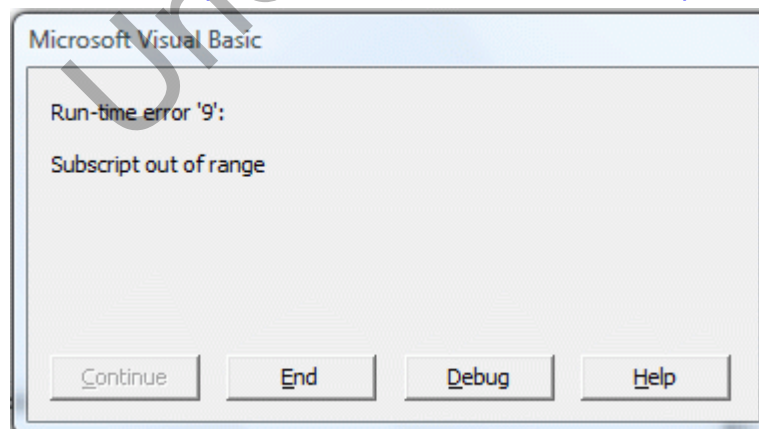 Microsoft Visual Basic
Run-time error '9':
Subscript out of range
Continue
End
Debug
Help